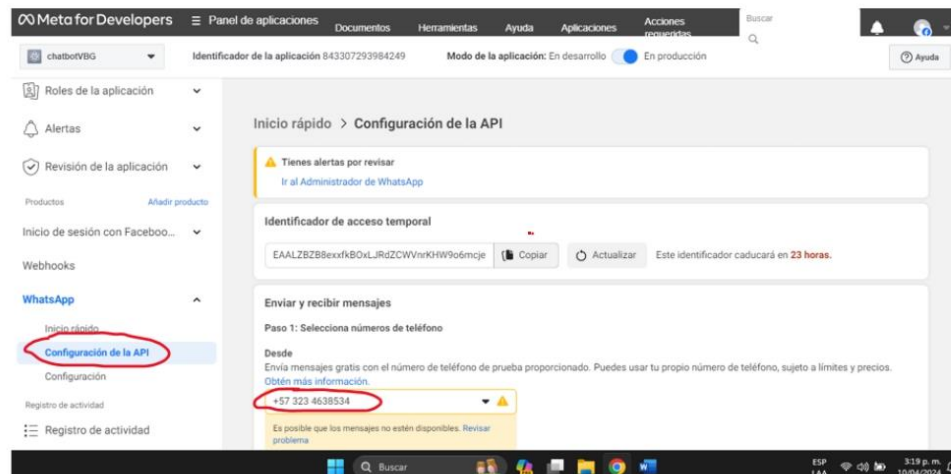 Meta for Developers
Panel de aplicaciones
Documentos
Herramientas
Ayuda
Aplicaciones
Acciones requeridas
Buscar
chatbotVBG
Identificador de la aplicación 843307293984249
Modo de la aplicación: En desarrollo En producción
Ayuda
Roles de la aplicación
Alertas
Revisión de la aplicación
Productos Añadir producto
Inicio de sesión con Faceboo...
Webhooks
WhatsApp
Inicio rápido
Configuración de la API
Configuración
Registro de actividad
Registro de actividad
Inicio rápido > Configuración de la API
Tienes alertas por revisar
Ir al Administrador de WhatsApp
Identificador de acceso temporal
EAALZBZB8exxfkBOxLJRdZCWVnrKHW9o6mcje Copiar Actualizar Este identificador caducará en 23 horas.
Enviar y recibir mensajes
Paso 1: Selecciona números de teléfono
Desde
Envía mensajes gratis con el número de teléfono de prueba proporcionado. Puedes usar tu propio número de teléfono, sujeto a límites y precios.
Obtén más información.
+57 323 4638534
Es posible que los mensajes no estén disponibles. Revisar
problema
Buscar
ESP
LAA
3:19 p. m.
10/04/2024